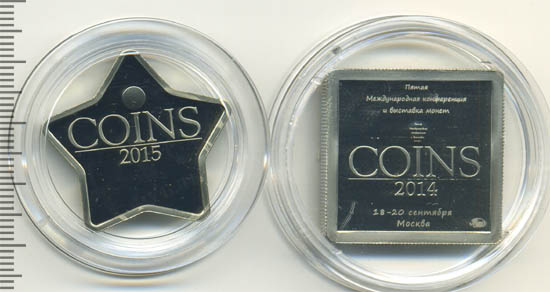 COINS
2015
Пятая
Международная конференция
и выставка монет
COINS
2014
18-20 сентября
Москва